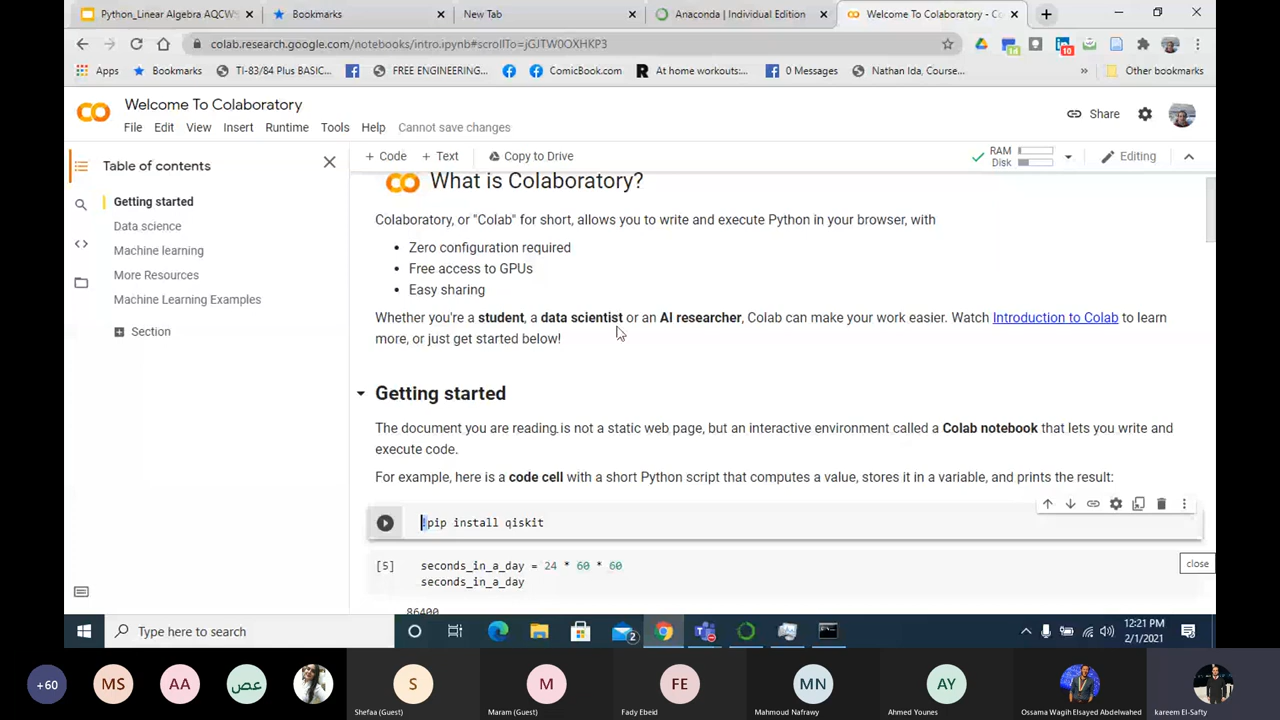 Python_Linear Algebra AQCWS
Bookmarks
New Tab
Anaconda | Individual Edition
Welcome To Colaboratory - Co
colab.research.google.com/notebooks/intro.ipynb#scrollTo=jGJTW0OXHKP3
1d
10
Apps
Bookmarks
TI-83/84 Plus BASIC...
FREE ENGINEERING...
ComicBook.com
At home workouts:...
0 Messages
Nathan Ida, Course...
»
Other bookmarks
Welcome To Colaboratory
Share
File Edit View Insert Runtime Tools Help Cannot save changes
Table of contents
+ Code + Text Copy to Drive
RAM
Disk
Editing
Getting started
Data science
Machine learning
More Resources
Machine Learning Examples
Section
What is Colaboratory?
Colaboratory, or "Colab" for short, allows you to write and execute Python in your browser, with
• Zero configuration required
• Free access to GPUs
• Easy sharing
Whether you're a student, a data scientist or an AI researcher, Colab can make your work easier. Watch Introduction to Colab to learn
more, or just get started below!
Getting started
The document you are reading is not a static web page, but an interactive environment called a Colab notebook that lets you write and
execute code.
For example, here is a code cell with a short Python script that computes a value, stores it in a variable, and prints the result:
!pip install qiskit
[5] seconds_in_a_day = 24 * 60 * 60
seconds_in_a_day
86400
close
Type here to search
2
12:21 PM
2/1/2021
+60
MS
AA
عص
S
M
FE
MN
AY
Shefaa (Guest)
Maram (Guest)
Fady Ebeid
Mahmoud Nafrawy
Ahmed Younes
Ossama Wagih Elsayed Abdelwahed
kareem El-Safty